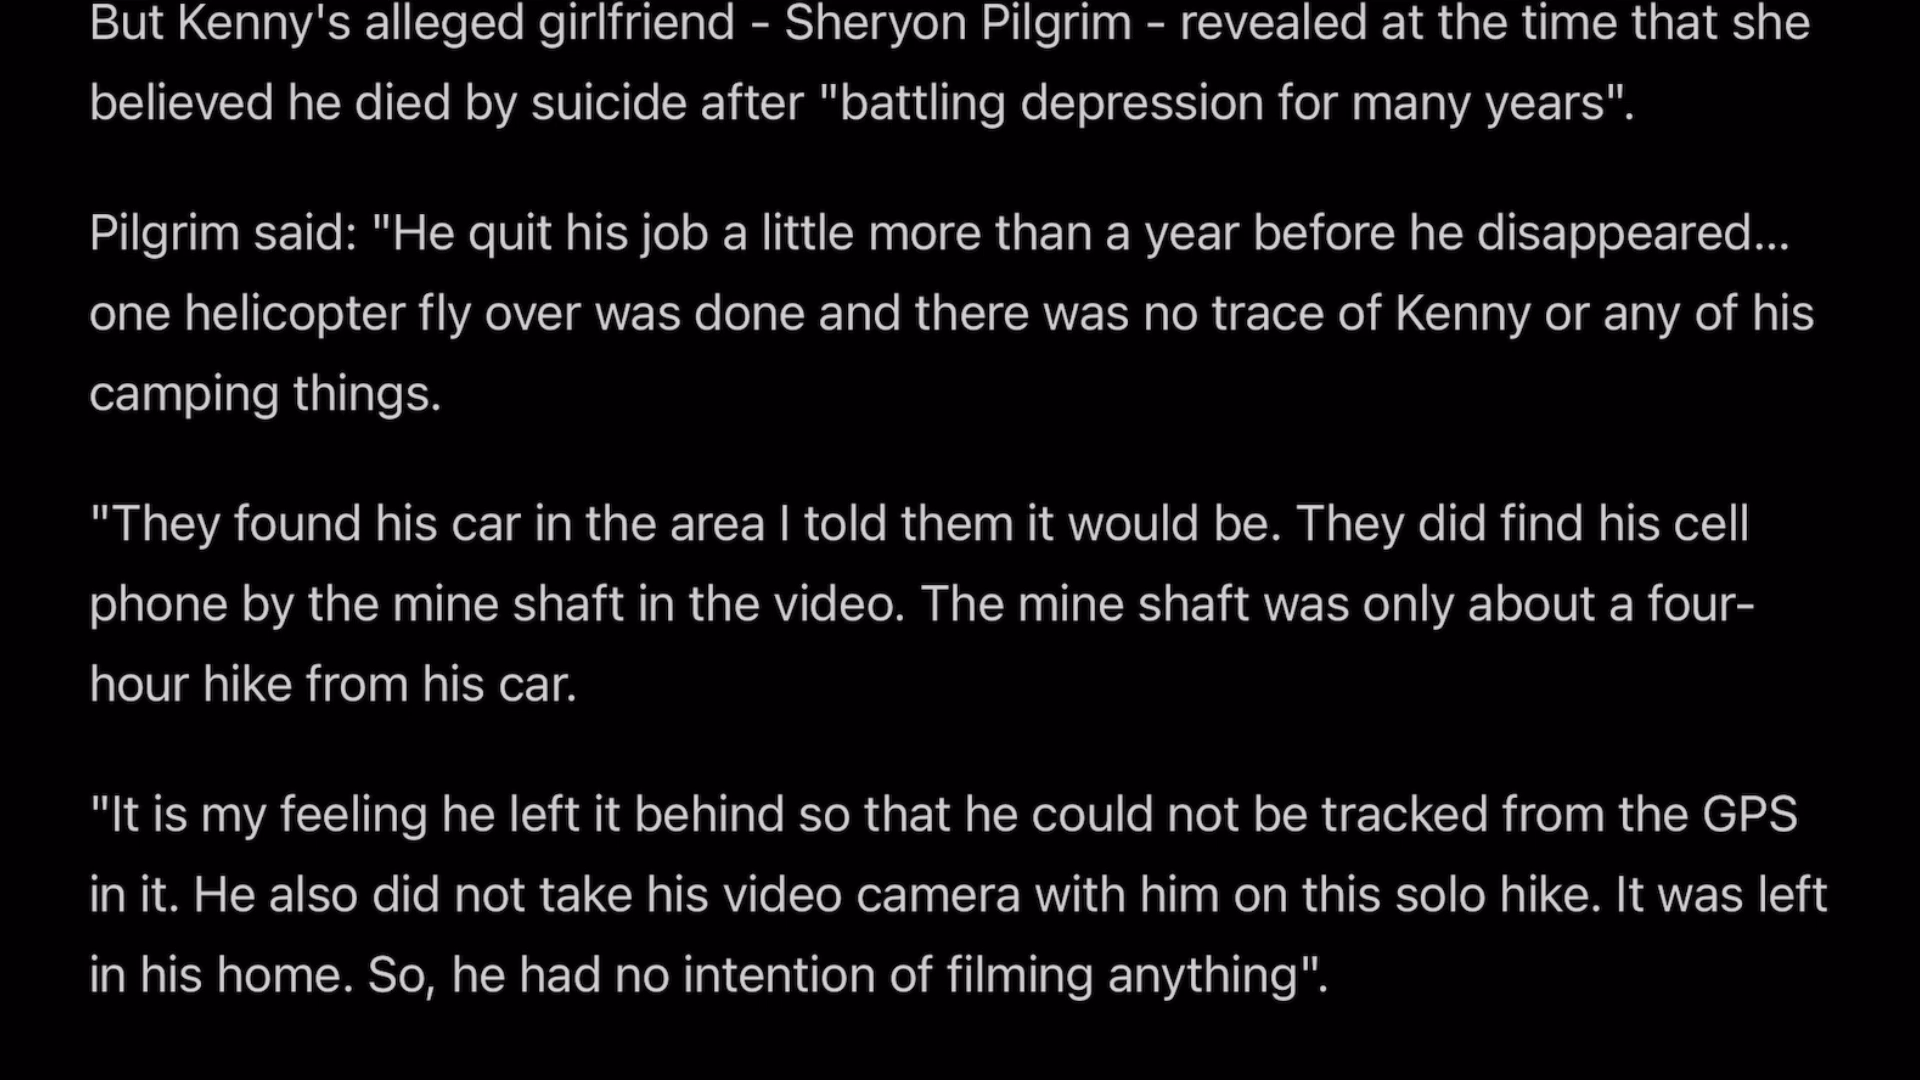 But Kenny's alleged girlfriend - Sheryon Pilgrim - revealed at the time that she
believed he died by suicide after "battling depression for many years".
Pilgrim said: "He quit his job a little more than a year before he disappeared...
one helicopter fly over was done and there was no trace of Kenny or any of his
camping things.
"They found his car in the area I told them it would be. They did find his cell
phone by the mine shaft in the video. The mine shaft was only about a four-
hour hike from his car.
"It is my feeling he left it behind so that he could not be tracked from the GPS
in it. He also did not take his video camera with him on this solo hike. It was left
in his home. So, he had no intention of filming anything".